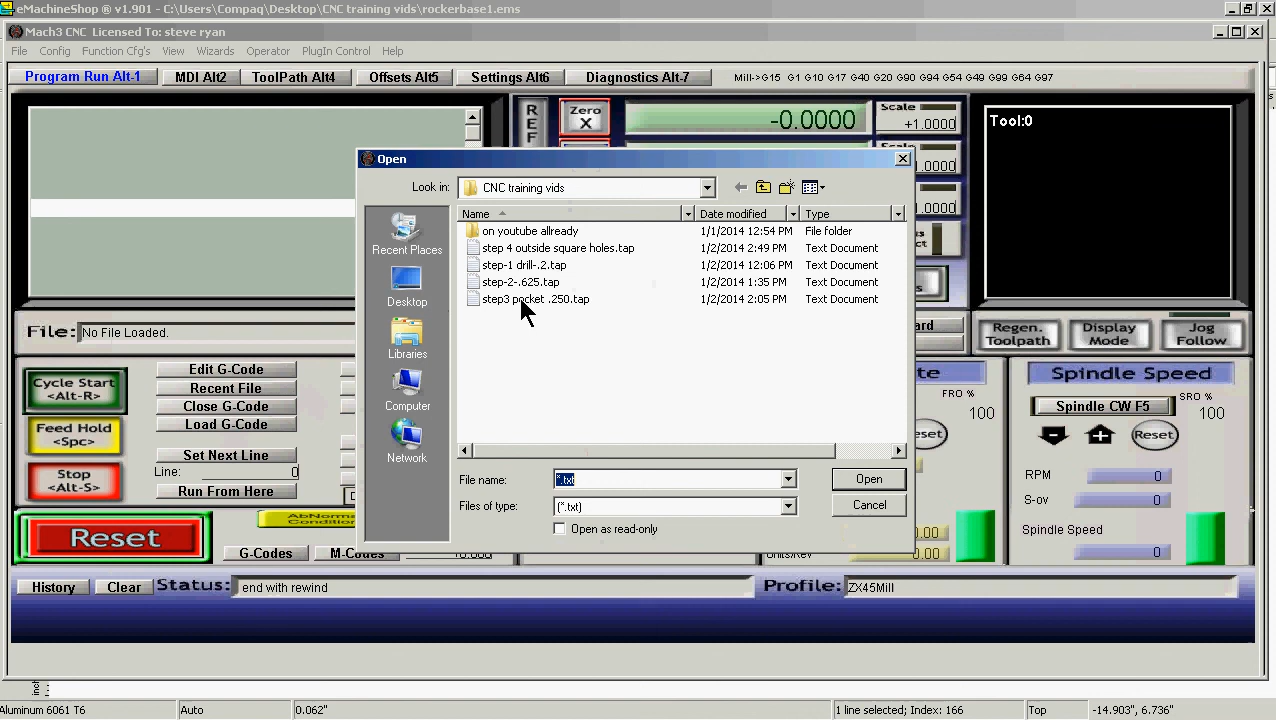 eMachineShop ® v1.901 - C:\Users\Compaq\Desktop\CNC training vids\rockerbase1.ems
Mach3 CNC Licensed To: steve ryan
File Config Function Cfg's View Wizards Operator PlugIn Control Help
Program Run Alt-1 MDI Alt2 ToolPath Alt4 Offsets Alt5 Settings Alt6 Diagnostics Alt-7 Mill->G15 G1 G10 G17 G40 G20 G90 G94 G54 G49 G99 G64 G97
REF Zero X -0.0000 Scale +1.0000 Tool:0
Open
Look in: CNC training vids
Name Date modified Type
on youtube allready 1/1/2014 12:54 PM File folder
step 4 outside square holes.tap 1/2/2014 2:49 PM Text Document
step-1 drill-.2.tap 1/2/2014 12:06 PM Text Document
step-2-.625.tap 1/2/2014 1:35 PM Text Document
step3 pocket .250.tap 1/2/2014 2:05 PM Text Document
Recent Places
Desktop
Libraries
Computer
Network
File name: *.txt Open
Files of type: (*.txt) Cancel
Open as read-only
File: No File Loaded.
Regen. Toolpath Display Mode Jog Follow
Cycle Start <Alt-R>
Feed Hold <Spc>
Stop <Alt-S>
Edit G-Code
Recent File
Close G-Code
Load G-Code
Set Next Line
Line: 0
Run From Here
Reset
G-Codes M-Codes
FRO % 100
Spindle Speed
Spindle CW F5 SRO % 100
Reset
RPM 0
S-ov 0
Spindle Speed 0
Units/Rev 0.00
History Clear Status: end with rewind Profile: ZX45Mill
inch
Aluminum 6061 T6 Auto 0.062" 1 line selected; Index: 166 Top -14.903", 6.736"